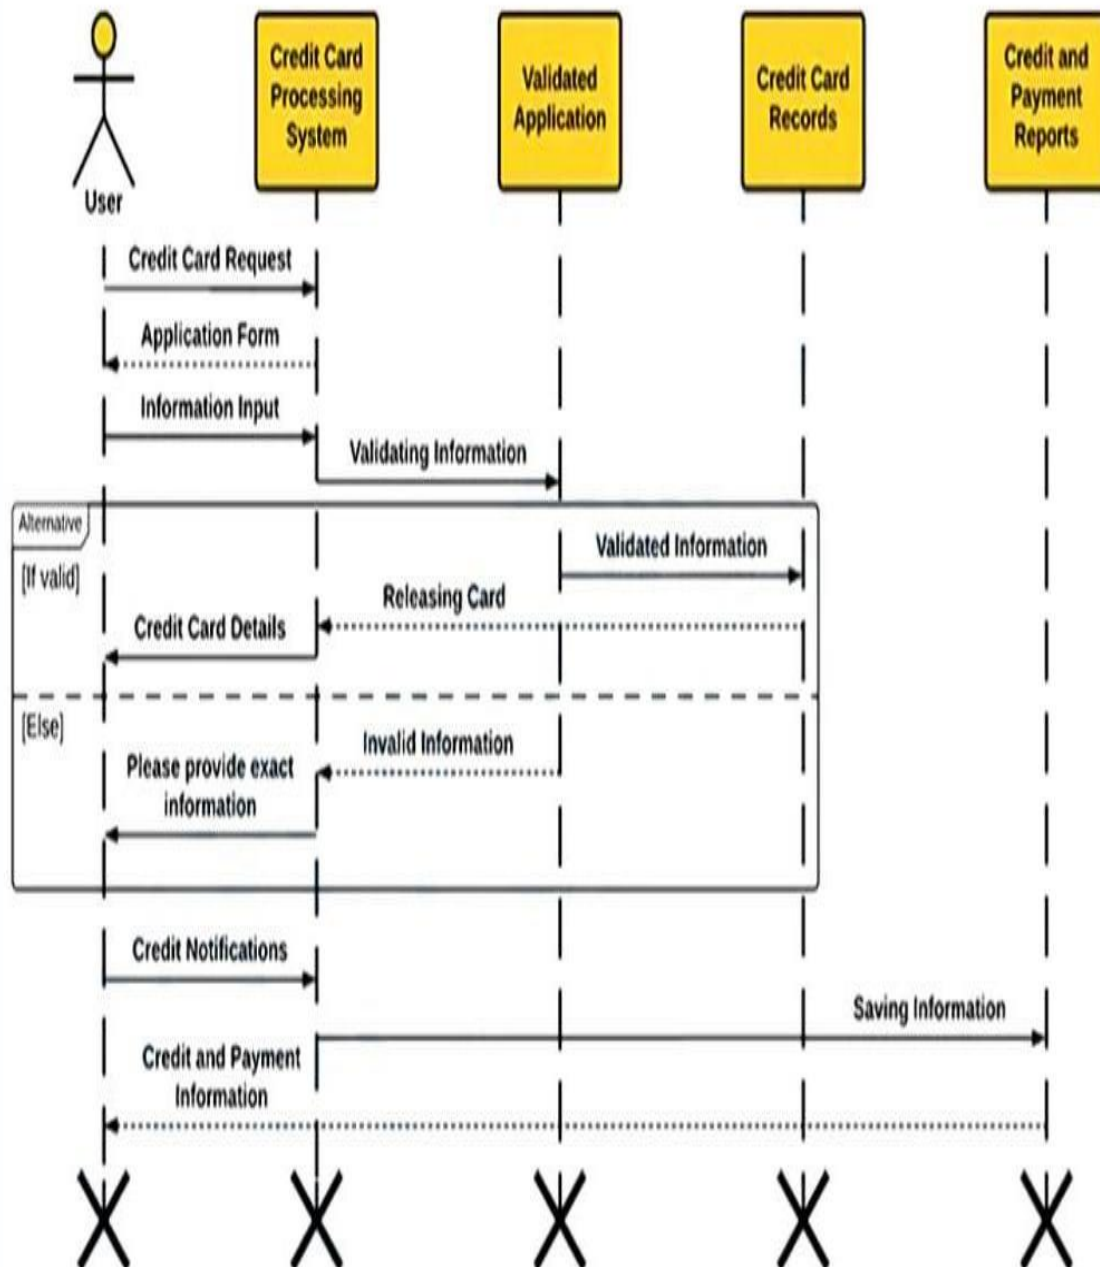 Credit Card
Processing
System
Validated
Application
Credit Card
Records
Credit and
Payment
Reports
User
Credit Card Request
Application Form
Information Input
Validating Information
Alternative
[If valid]
Validated Information
Releasing Card
Credit Card Details
[Else]
Invalid Information
Please provide exact
information
Credit Notifications
Saving Information
Credit and Payment
Information